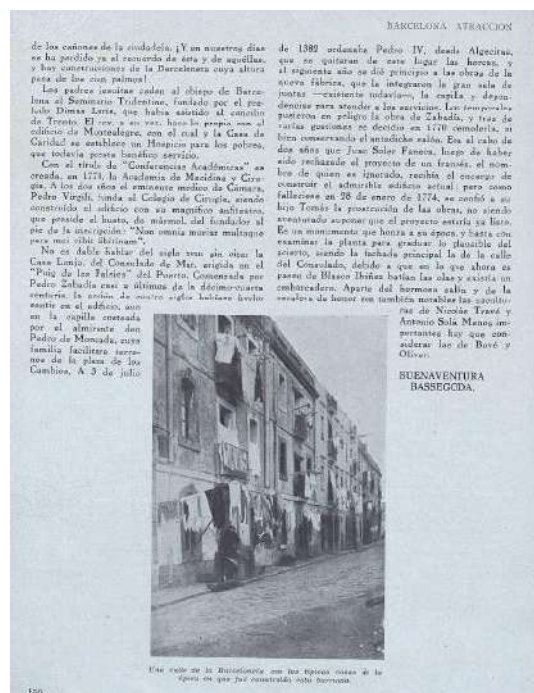 BARCELONA ATRACCION
de los cañones de la ciudadela. ¡Y en nuestros días
se ha perdido ya el recuerdo de ésta y de aquéllas,
y hay construcciones de la Barceloneta cuya altura
pasa de los cien palmos!
Los padres jesuitas ceden al obispo de Barce-
lona el Seminario Tridentino, fundado por el pre-
lado Dimas Loris, que había asistido al concilio
de Trento. El rey, a su vez, hace lo propio con el
edificio de Montealegre, con el cual y la Casa de
Caridad se establece un Hospicio para los pobres,
que todavía presta benéfico servicio.
Con el título de "Conferencias Académicas" es
creada, en 1773, la Academia de Medicina y Ciru-
gía. A los dos años el eminente médico de Cámara,
Pedro Virgili, funda el Colegio de Cirugía, siendo
construído el edificio con su magnífico anfiteatro,
que preside el busto, de mármol, del fundador al
pie de la inscripción: "Non omnis moriar multaque
pars mei vibit
No es dable hablar del siglo XVIII sin citar la
Casa Lonja, del Consulado de Mar, erigida en el
"Puig de les Falsies" del Puerto. Comenzada por
Pedro Zabadía casi a últimos de la décimo-cuarta
centuria, la acción de cuatro siglos habíase hecho
sentir en el edificio, aun
en la capilla costeada
por el almirante don
Pedro de Moncada, cuya
familia facilitara terre-
nos de la plaza de los
Cambios. A 3 de julio
de 1382 ordenaba Pedro IV, desde Algeciras,
que se quitaran de este lugar las horcas, y
al siguiente año se dió principio a las obras de la
nueva fábrica, que la integraron la gran sala de
juntas —existente todavía—, la capilla y depen-
dencias para atender a los servicios. Los temporales
pusieron en peligro la obra de Zabadía, y tras de
varias gestiones se decidió en 1770 demolerla, si
bien conservando el antedicho salón. Era al cabo de
dos años que Juan Soler Faneca, luego de haber
sido rechazado el proyecto de un francés, el nom-
bre de quien es ignorado, recibía el encargo de
construir el admirable edificio actual; pero como
falleciese en 28 de enero de 1774, se confió a su
hijo Tomás la prosecución de las obras, no siendo
aventurado suponer que el proyecto estaría ya listo.
Es un monumento que honra a su época, y basta con
examinar la planta para graduar lo plausible del
acierto, siendo la fachada principal la de la calle
del Consulado, debido a que en lo que ahora es
paseo de Blasco Ibáñez batían las olas y existía un
embarcadero. Aparte del hermoso salón y de la
escalera de honor son también notables las escultu-
ras de Nicolás Travé y
Antonio Solá. Menos im-
portantes hay que con-
siderar las de Bové y
Oliver.
BUENAVENTURA
BASSEGODA.
Una calle de la Barceloneta con las típicas casas de la
época en que fué construída esta barriada